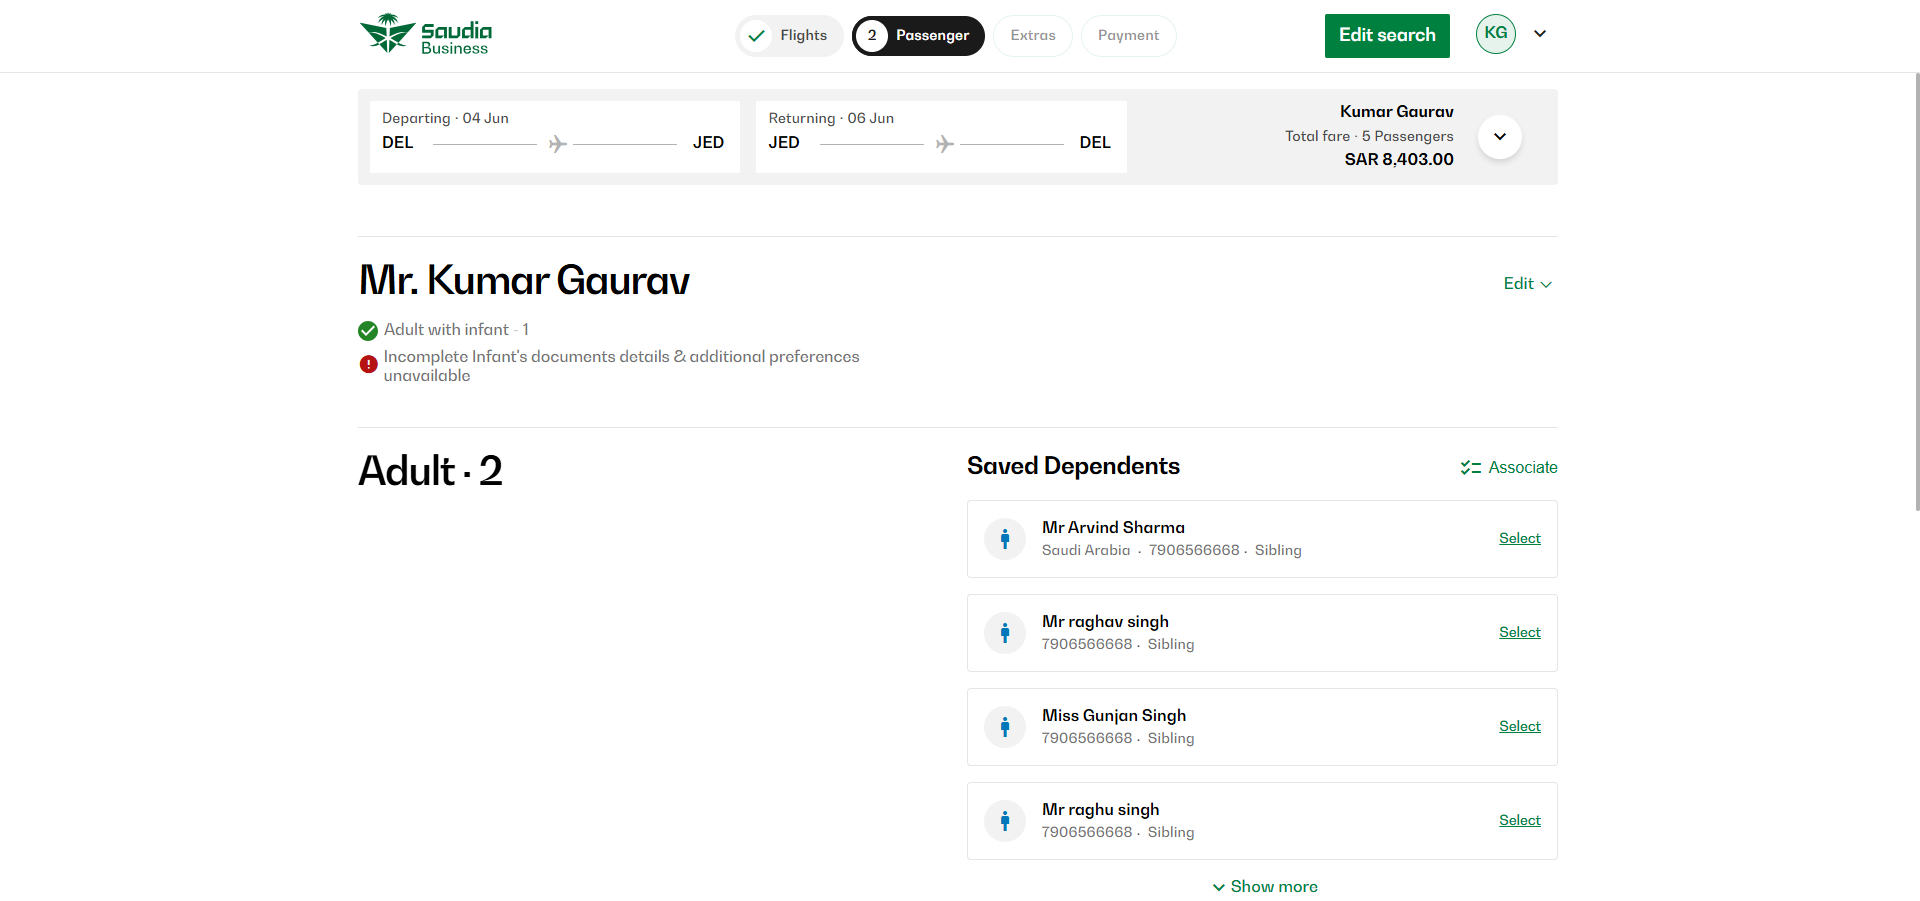 Saudia
Business
Flights
2 Passenger
Extras
Payment
Edit search
KG
Departing · 04 Jun
DEL
JED
Returning · 06 Jun
JED
DEL
Kumar Gaurav
Total fare · 5 Passengers
SAR 8,403.00
Mr. Kumar Gaurav
Edit
Adult with infant - 1
Incomplete Infant's documents details & additional preferences
unavailable
Adult · 2
Saved Dependents
Associate
Mr Arvind Sharma
Saudi Arabia · 7906566668 · Sibling
Select
Mr raghav singh
7906566668 · Sibling
Select
Miss Gunjan Singh
7906566668 · Sibling
Select
Mr raghu singh
7906566668 · Sibling
Select
Show more